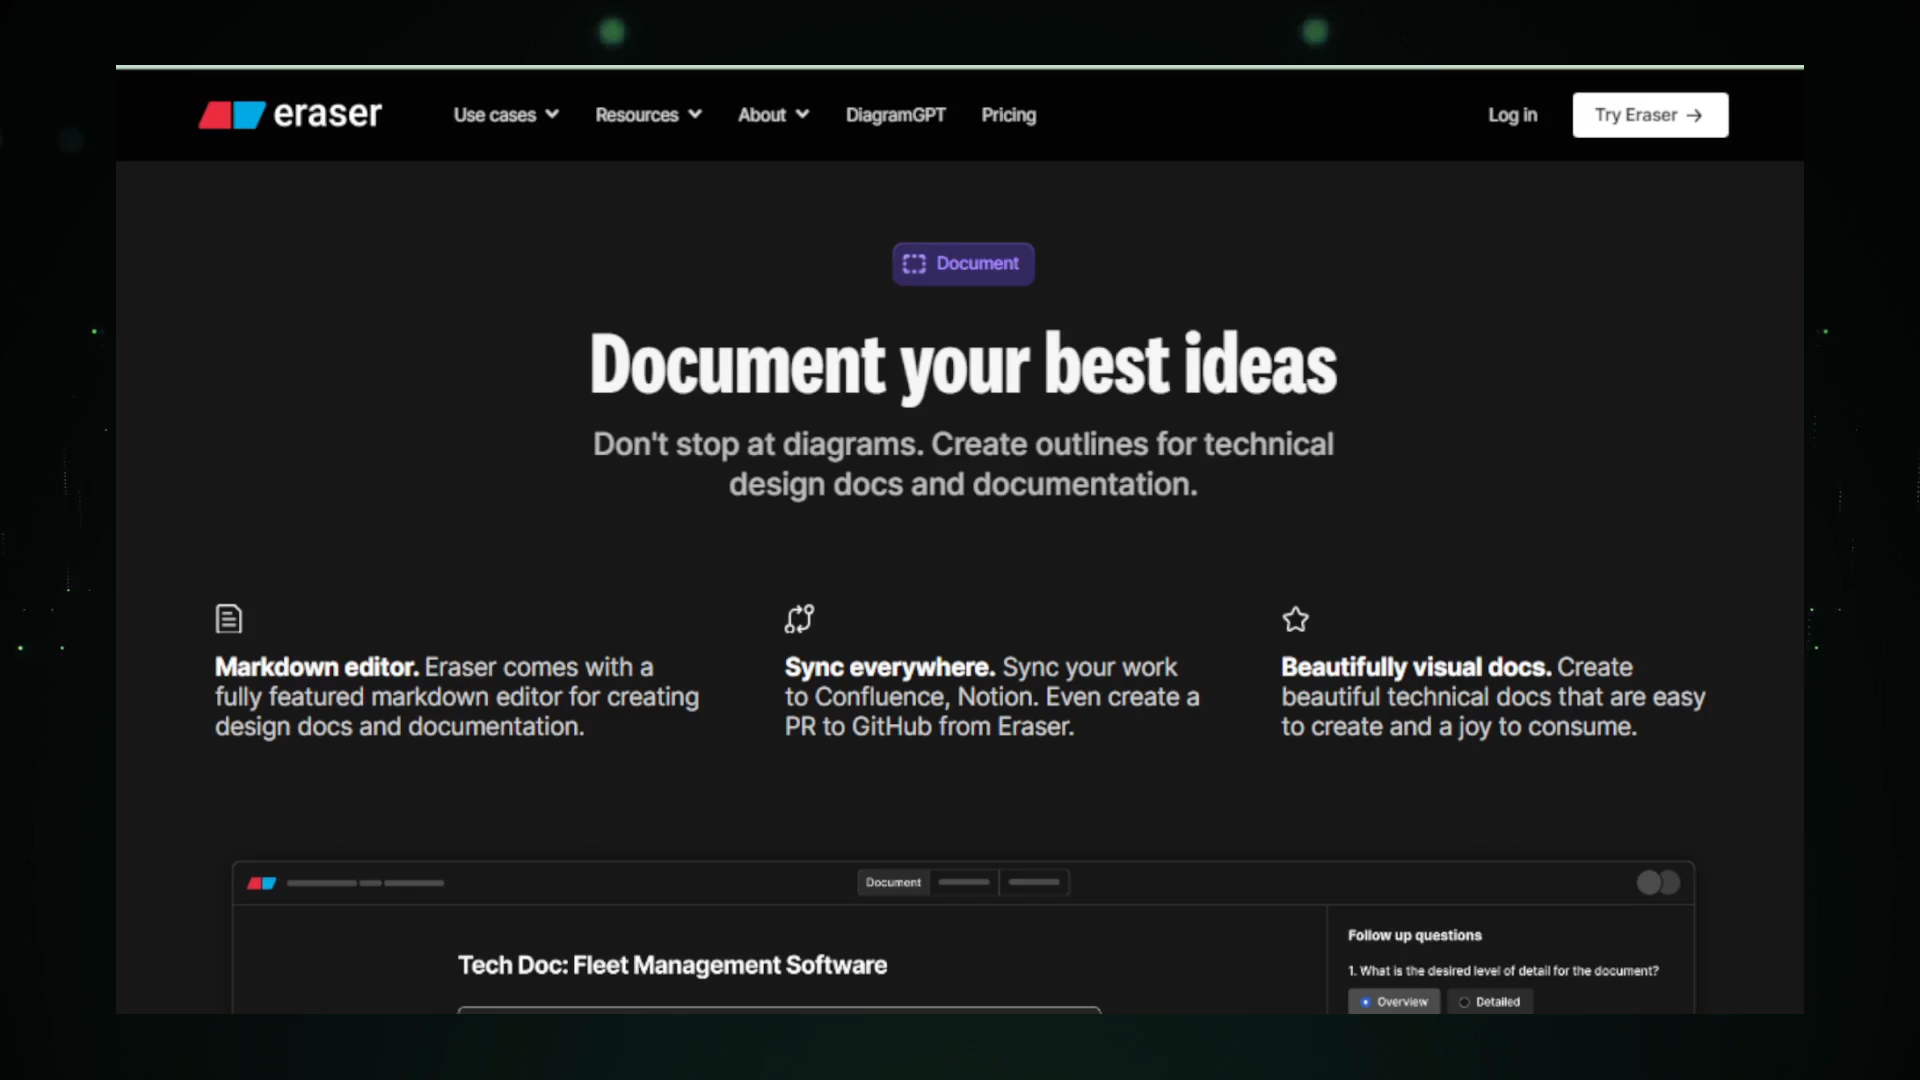 eraser
Use cases
Resources
About
DiagramGPT
Pricing
Log in
Try Eraser
Document
Document your best ideas
Don't stop at diagrams. Create outlines for technical
design docs and documentation.
Markdown editor. Eraser comes with a
fully featured markdown editor for creating
design docs and documentation.
Sync everywhere. Sync your work
to Confluence, Notion. Even create a
PR to GitHub from Eraser.
Beautifully visual docs. Create
beautiful technical docs that are easy
to create and a joy to consume.
Document
Tech Doc: Fleet Management Software
Follow up questions
1. What is the desired level of detail for the document?
Overview
Detailed